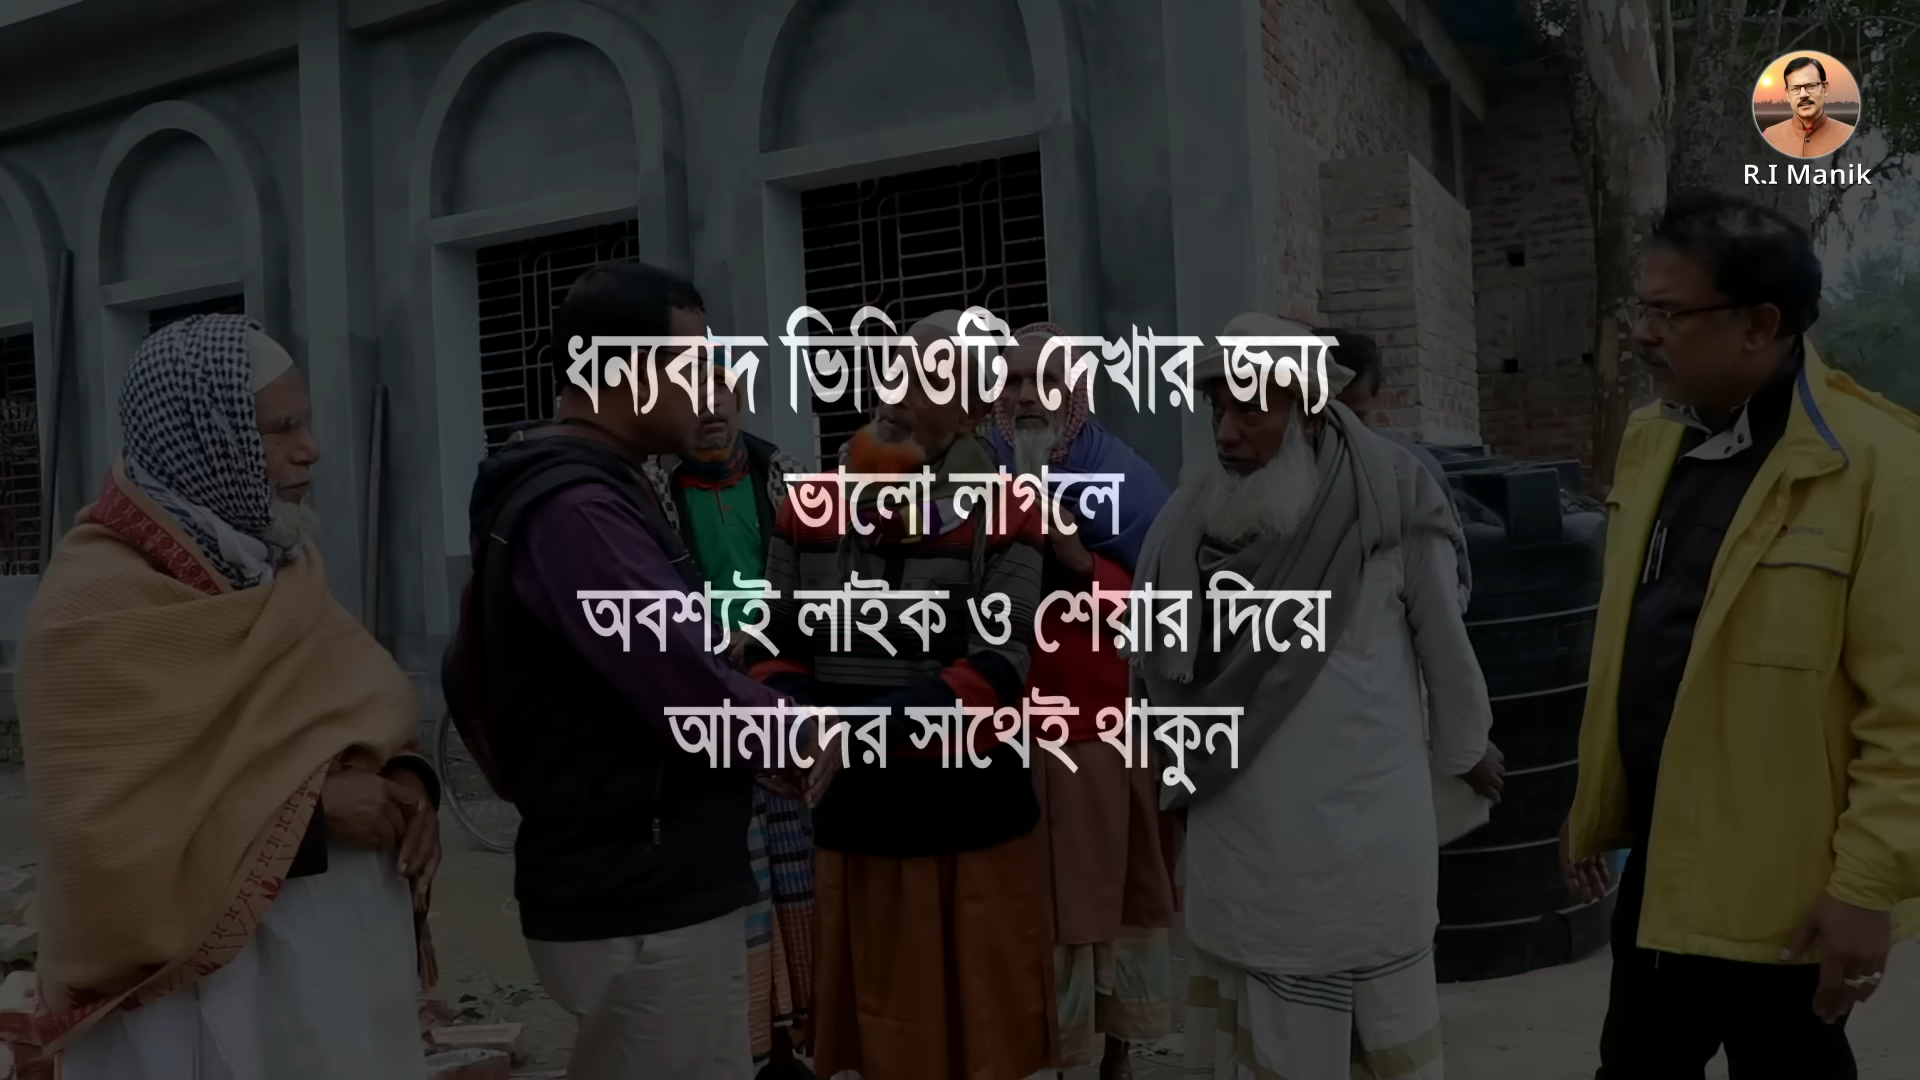 R.I Manik
ধন্যবাদ ভিডিওটি দেখার জন্য
ভালো লাগলে
অবশ্যই লাইক ও শেয়ার দিয়ে
আমাদের সাথেই থাকুন